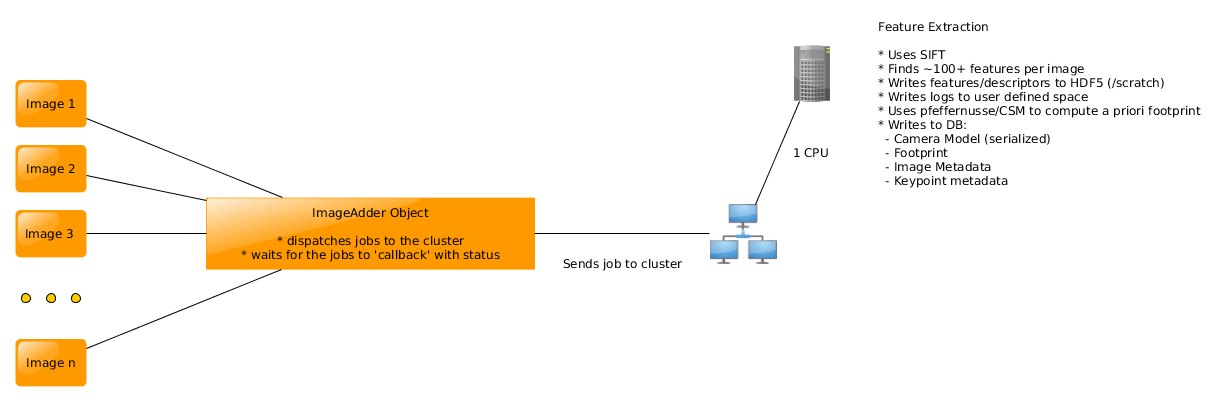 Image 1
Image 2
Image 3
Image n
ImageAdder Object
* dispatches jobs to the cluster
* waits for the jobs to 'callback' with status
Sends job to cluster
1 CPU
Feature Extraction
* Uses SIFT
* Finds ~100+ features per image
* Writes features/descriptors to HDF5 (/scratch)
* Writes logs to user defined space
* Uses pfeffernusse/CSM to compute a priori footprint
* Writes to DB:
- Camera Model (serialized)
- Footprint
- Image Metadata
- Keypoint metadata